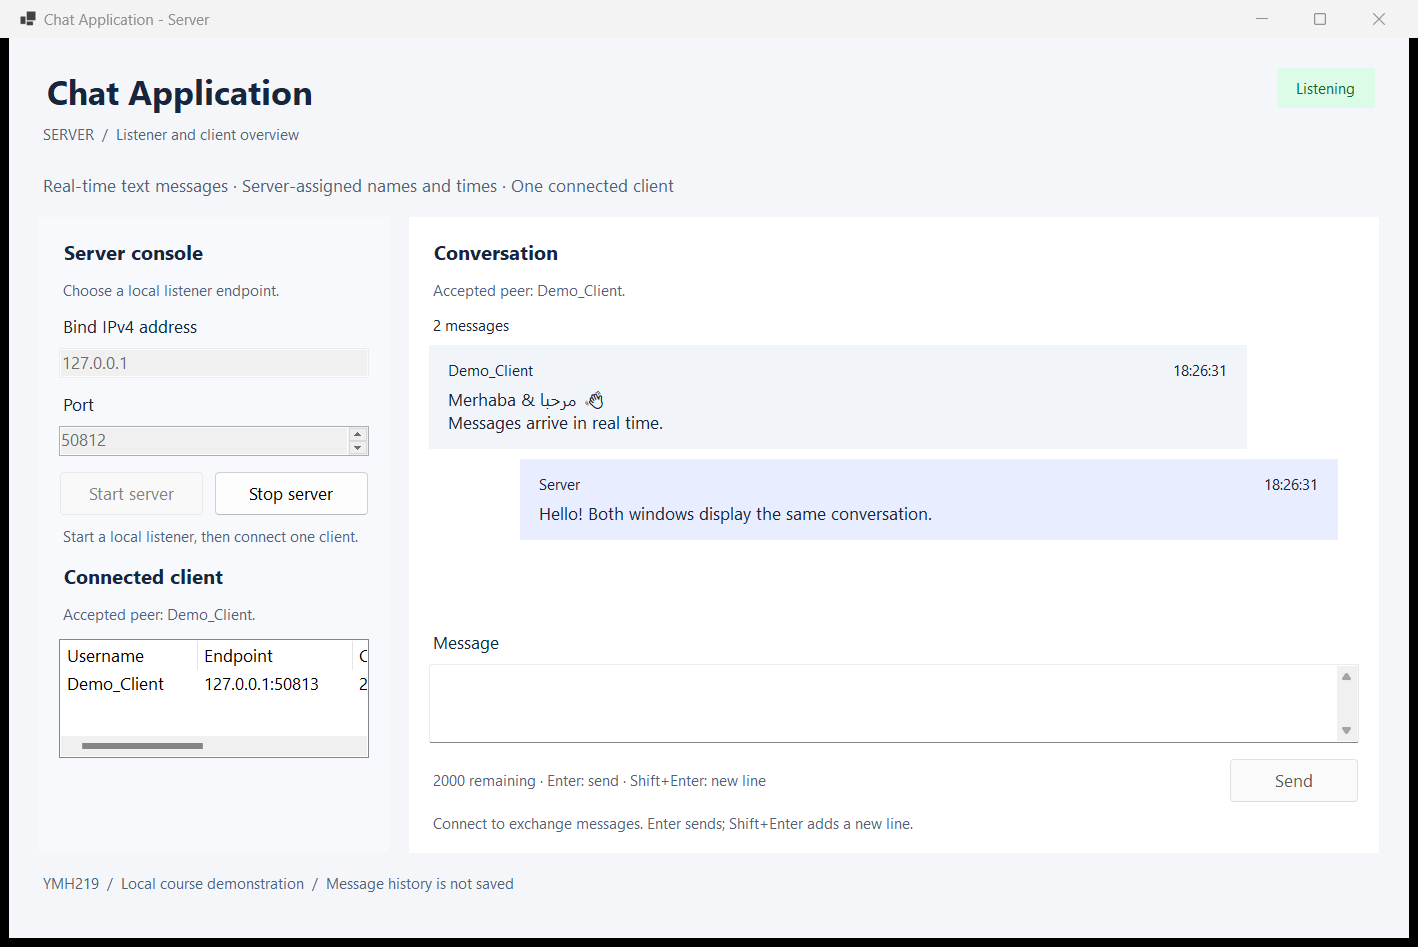 Chat Application - Server
Chat Application
Listening
SERVER / Listener and client overview
Real-time text messages · Server-assigned names and times · One connected client
Server console
Choose a local listener endpoint.
Bind IPv4 address
127.0.0.1
Port
50812
Start server
Stop server
Start a local listener, then connect one client.
Connected client
Accepted peer: Demo_Client.
Username Endpoint C
Demo_Client 127.0.0.1:50813 2
Conversation
Accepted peer: Demo_Client.
2 messages
Demo_Client 18:26:31
Merhaba & مرحبا 👋
Messages arrive in real time.
Server 18:26:31
Hello! Both windows display the same conversation.
Message
2000 remaining · Enter: send · Shift+Enter: new line
Send
Connect to exchange messages. Enter sends; Shift+Enter adds a new line.
YMH219 / Local course demonstration / Message history is not saved